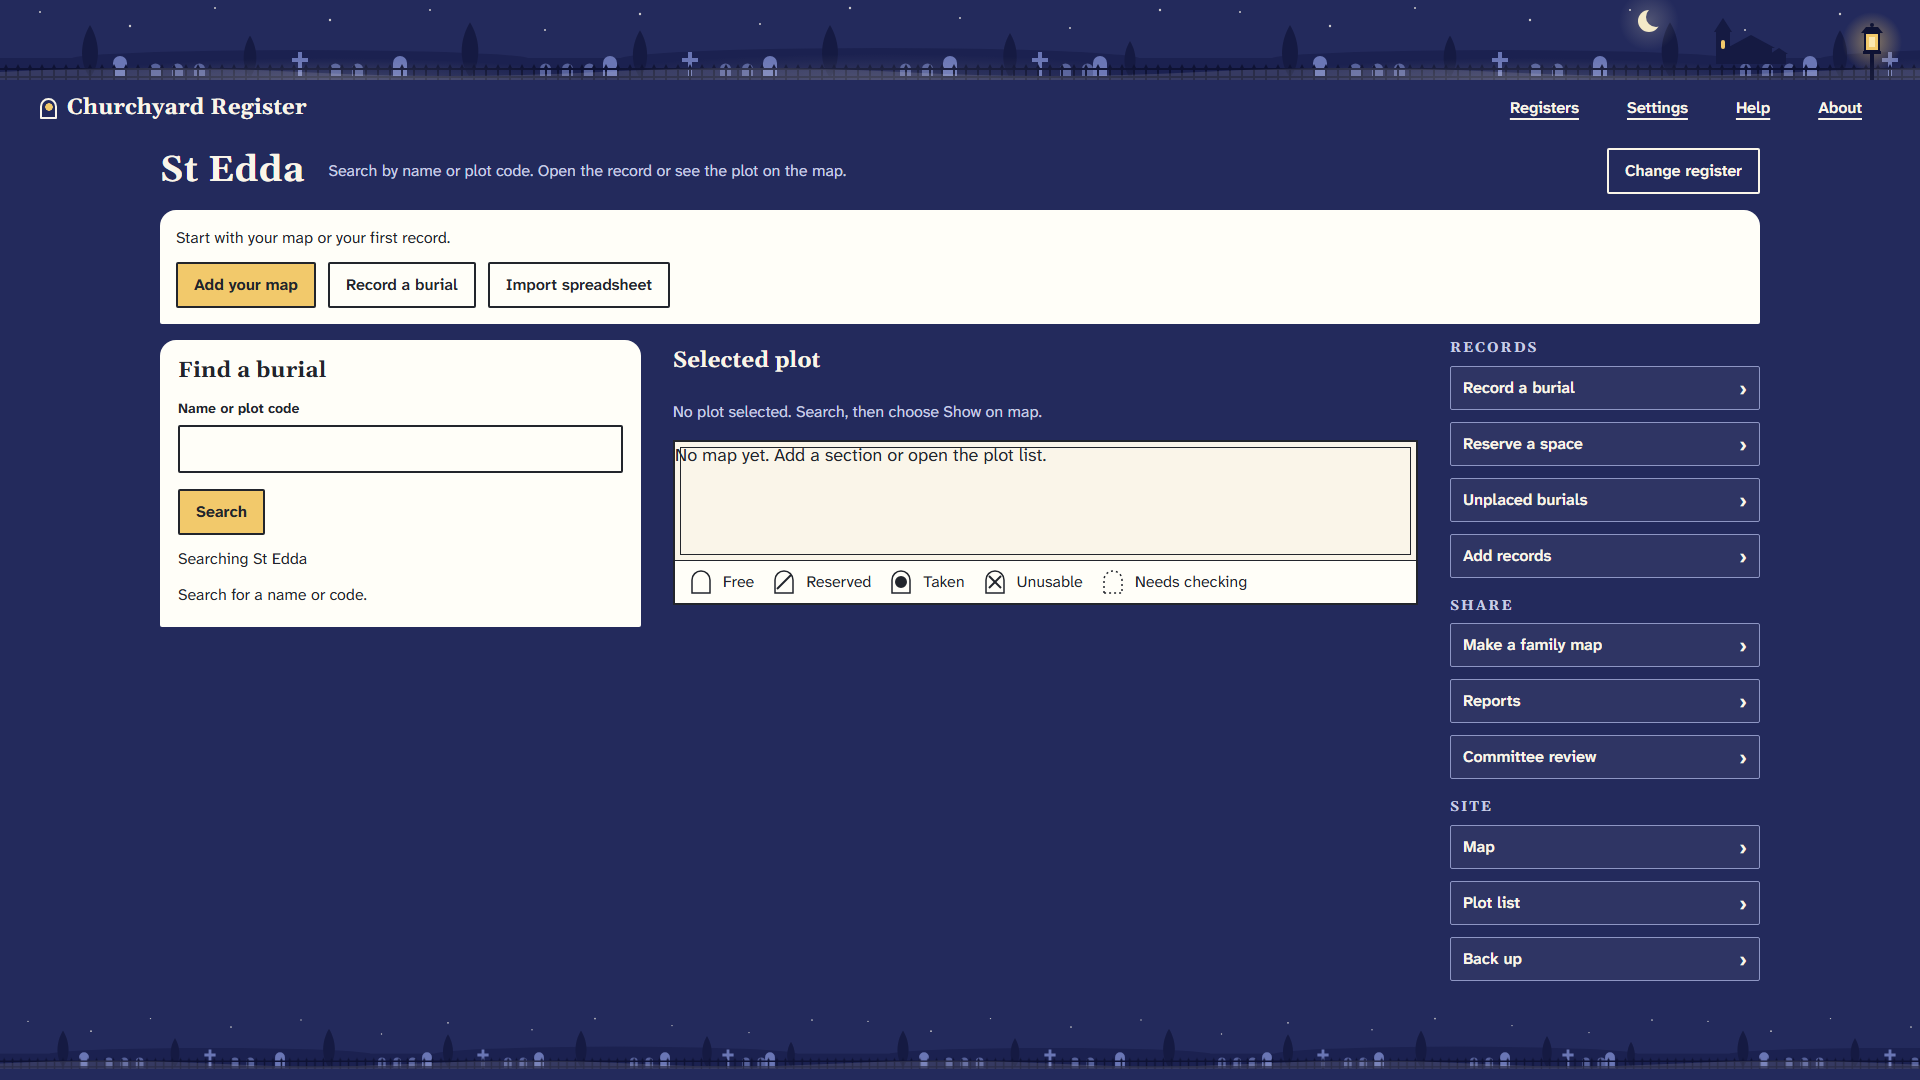 Churchyard Register
Registers
Settings
Help
About
St Edda
Search by name or plot code. Open the record or see the plot on the map.
Change register
Start with your map or your first record.
Add your map
Record a burial
Import spreadsheet
Find a burial
Name or plot code
Search
Searching St Edda
Search for a name or code.
Selected plot
No plot selected. Search, then choose Show on map.
No map yet. Add a section or open the plot list.
Free
Reserved
Taken
Unusable
Needs checking
RECORDS
Record a burial
Reserve a space
Unplaced burials
Add records
SHARE
Make a family map
Reports
Committee review
SITE
Map
Plot list
Back up